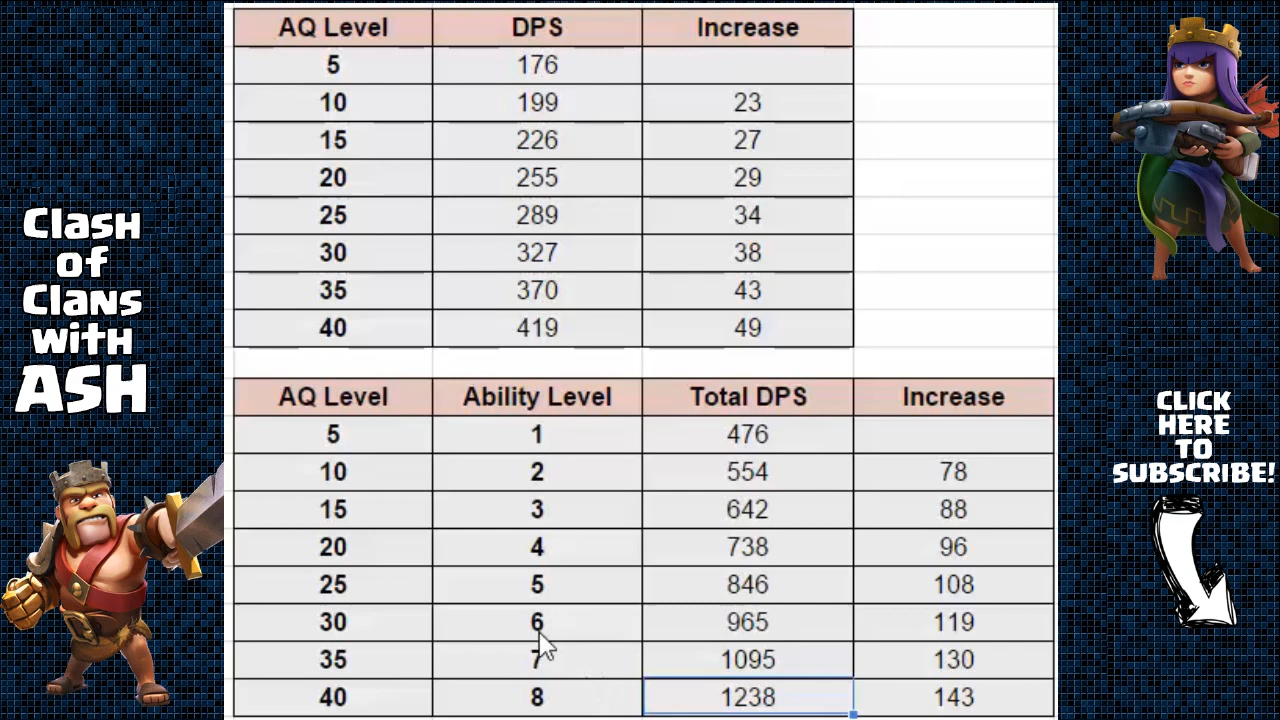 AQ Level DPS Increase
5 176
10 199 23
15 226 27
20 255 29
25 289 34
30 327 38
35 370 43
40 419 49
AQ Level Ability Level Total DPS Increase
5 1 476
10 2 554 78
15 3 642 88
20 4 738 96
25 5 846 108
30 6 965 119
35 7 1095 130
40 8 1238 143
Clash
of
Clans
with
ASH
CLICK
HERE
TO
SUBSCRIBE!